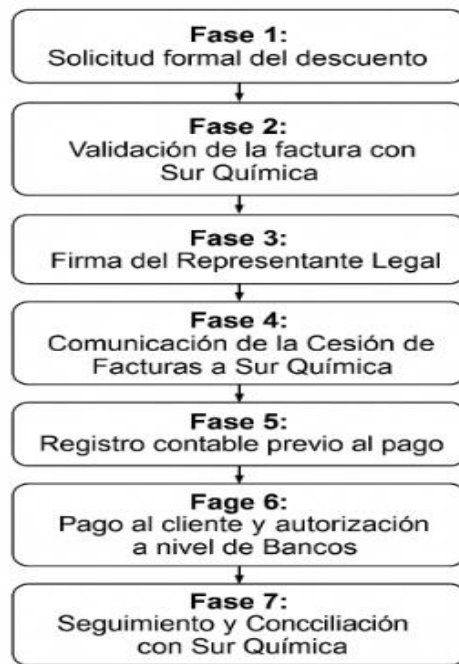 Fase 1:
Solicitud formal del descuento
Fase 2:
Validación de la factura con
Sur Química
Fase 3:
Firma del Representante Legal
Fase 4:
Comunicación de la Cesión de
Facturas a Sur Química
Fase 5:
Registro contable previo al pago
Fage 6:
Pago al cliente y autorización
a nivel de Bancos
Fase 7:
Seguimiento y Concciliación
con Sur Química